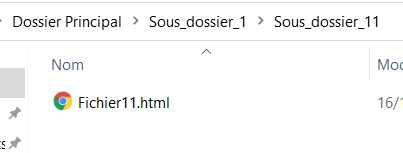 Dossier Principal > Sous_dossier_1 > Sous_dossier_11
Nom
Fichier11.html